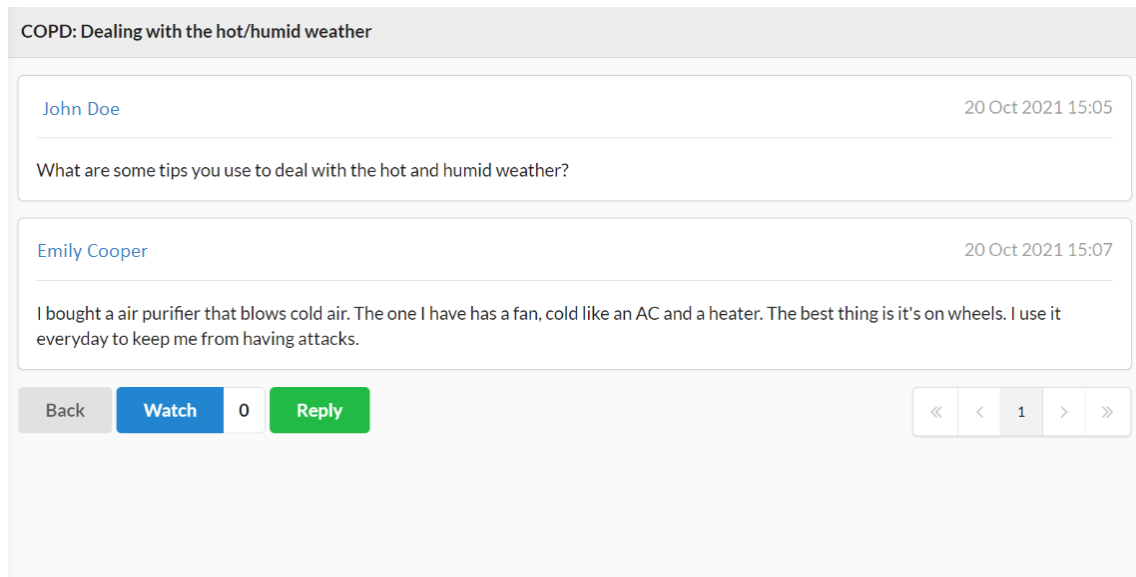 COPD: Dealing with the hot/humid weather
John Doe
20 Oct 2021 15:05
What are some tips you use to deal with the hot and humid weather?
Emily Cooper
20 Oct 2021 15:07
I bought a air purifier that blows cold air. The one I have has a fan, cold like an AC and a heater. The best thing is it's on wheels. I use it
everyday to keep me from having attacks.
Back
Watch
0
Reply
«
<
1
>
»